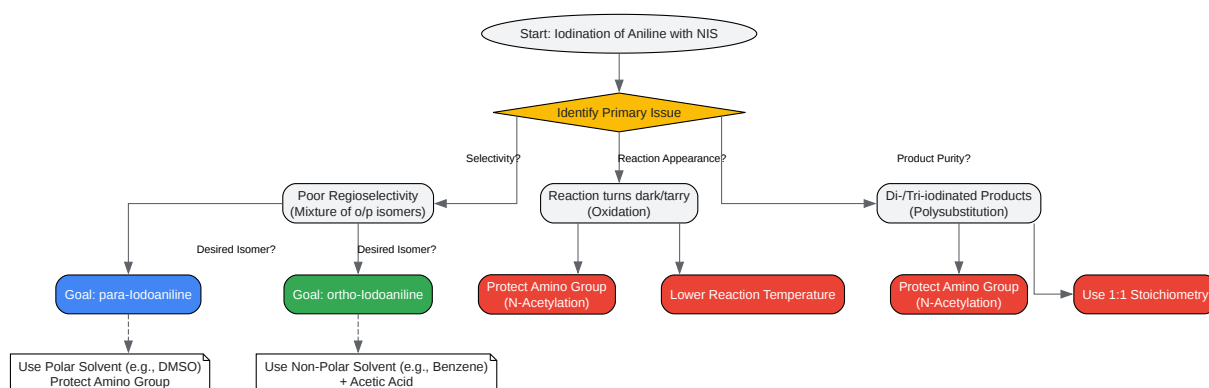 Start: Iodination of Aniline with NIS
Identify Primary Issue
Selectivity?
Reaction Appearance?
Product Purity?
Poor Regioselectivity
(Mixture of o/p isomers)
Reaction turns dark/tarry
(Oxidation)
Di-/Tri-iodinated Products
(Polysubstitution)
Desired Isomer?
Desired Isomer?
Goal: para-Iodoaniline
Goal: ortho-Iodoaniline
Protect Amino Group
(N-Acetylation)
Lower Reaction Temperature
Protect Amino Group
(N-Acetylation)
Use 1:1 Stoichiometry
Use Polar Solvent (e.g., DMSO)
Protect Amino Group
Use Non-Polar Solvent (e.g., Benzene)
+ Acetic Acid